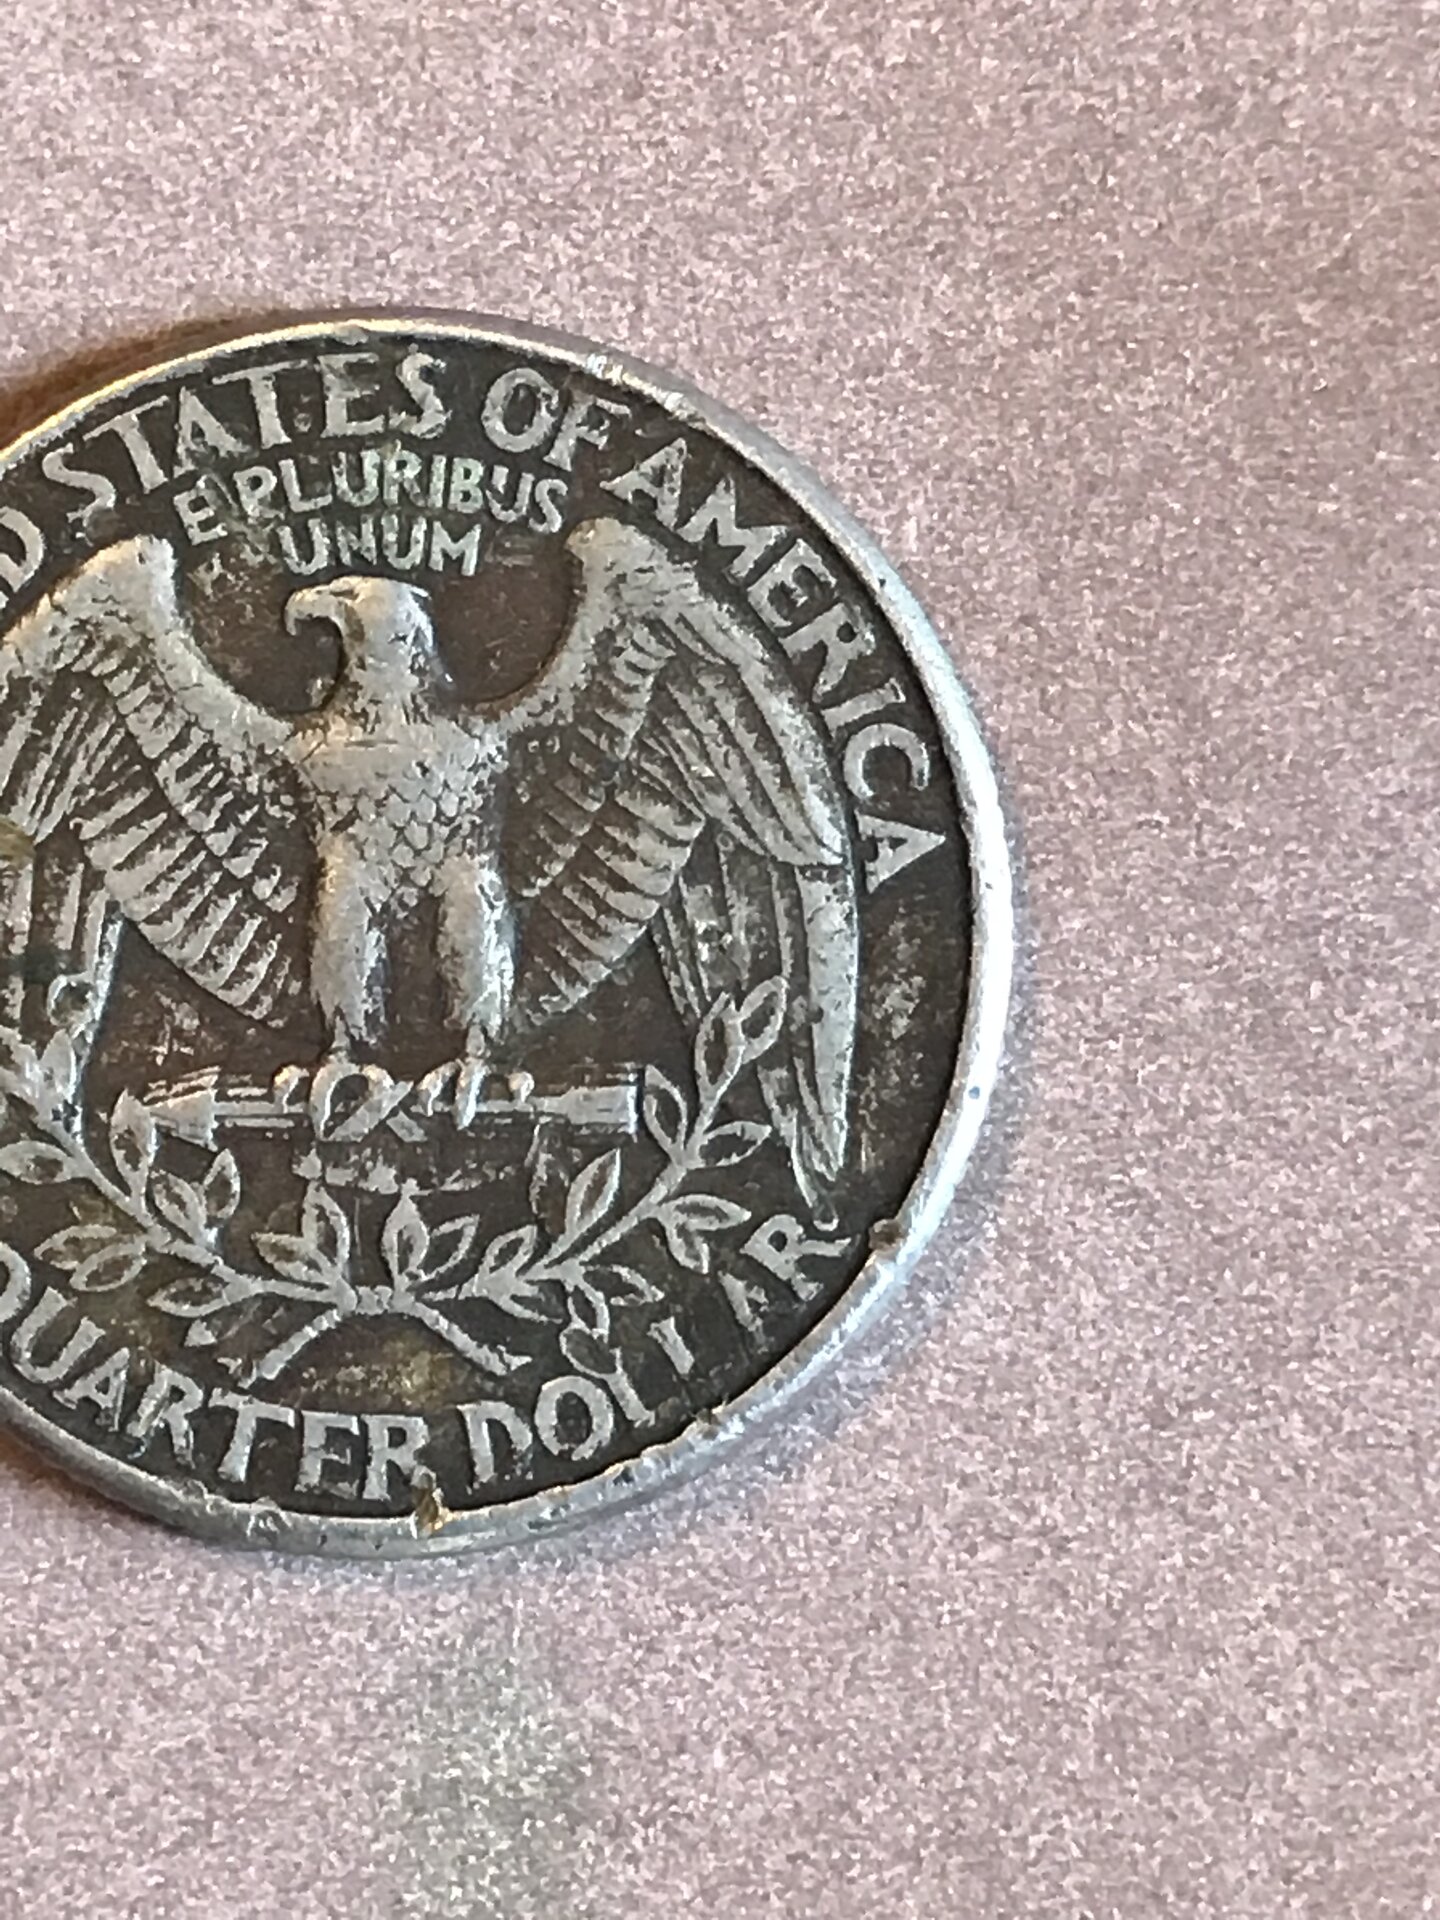 D STATES OF AMERICA
E PLURIBUS
UNUM
QUARTER DOLLAR